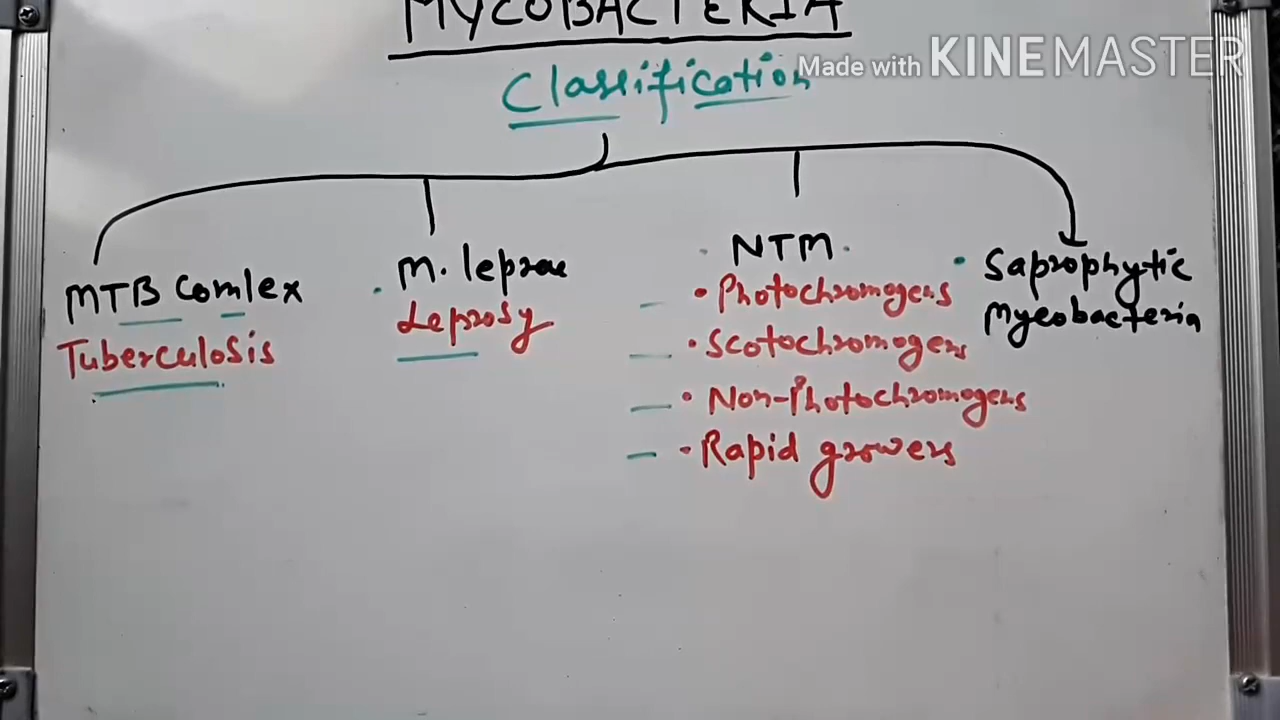 MYCOBACTERIA
Made with KINEMASTER
Classification
MTB Comlex
Tuberculosis
M. leprae
Leprosy
NTM
• Photochromogens
• Scotochromogens
• Non-Photochromogens
• Rapid growers
• Saprophytic
Mycobacteria